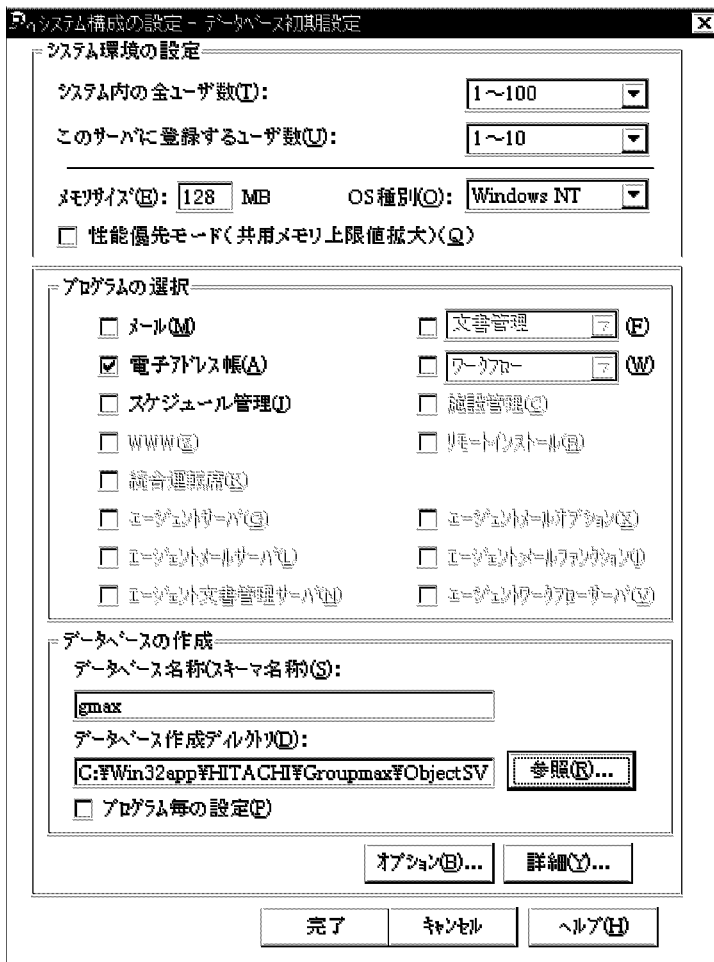 システム構成の設定 - データベース初期設定
システム環境の設定
システム内の全ユーザ数(T): 1～100
このサーバに登録するユーザ数(U): 1～10
メモリサイズ(E): 128 MB OS種別(O): Windows NT
性能優先モード(共用メモリ上限値拡大)(Q)
プログラムの選択
メール(M) 文書管理 (F)
電子アドレス帳(A) ワークフロー (W)
スケジュール管理(J) 施設管理(C)
WWW(Z) リモートインストール(R)
統合運転席(K)
エージェントサーバ(G) エージェントメールオプション(X)
エージェントメールサーバ(L) エージェントメールファンクション(I)
エージェント文書管理サーバ(N) エージェントワークフローサーバ(V)
データベースの作成
データベース名称(スキーマ名称)(S):
gmax
データベース作成ディレクトリ(D):
C:¥Win32app¥HITACHI¥Groupmax¥ObjectSV 参照(R)...
プログラム毎の設定(P)
オプション(B)... 詳細(Y)...
完了 キャンセル ヘルプ(H)